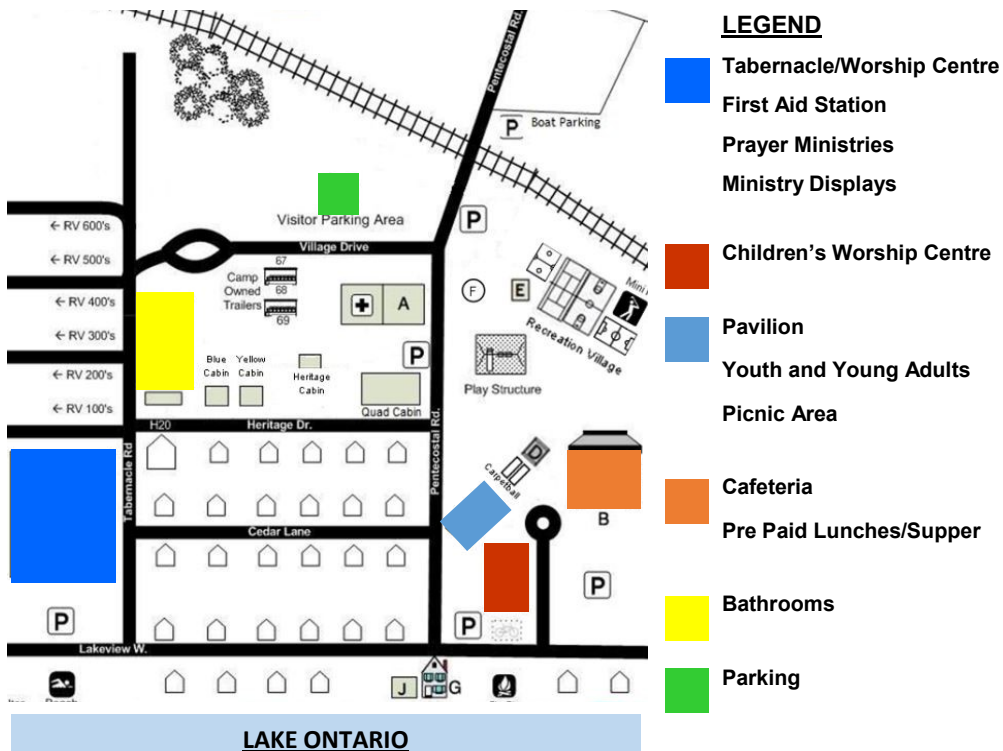 LEGEND
Tabernacle/Worship Centre
First Aid Station
Prayer Ministries
Ministry Displays
Children's Worship Centre
Pavilion
Youth and Young Adults
Picnic Area
Cafeteria
Pre Paid Lunches/Supper
Bathrooms
Parking
Pentecostal Rd.
P Boat Parking
Visitor Parking Area
P
← RV 600's
← RV 500's
← RV 400's
← RV 300's
← RV 200's
← RV 100's
Village Drive
Camp
Owned
Trailers
67
68
69
A
F
E
Mini
Recreation Village
P
Play Structure
Blue
Cabin
Yellow
Cabin
Heritage
Cabin
Quad Cabin
H20
Heritage Dr.
Tabernacle Rd
Pentecostal Rd.
D
Carpetball
B
Cedar Lane
P
P
P
Lakeview W.
J
G
LAKE ONTARIO